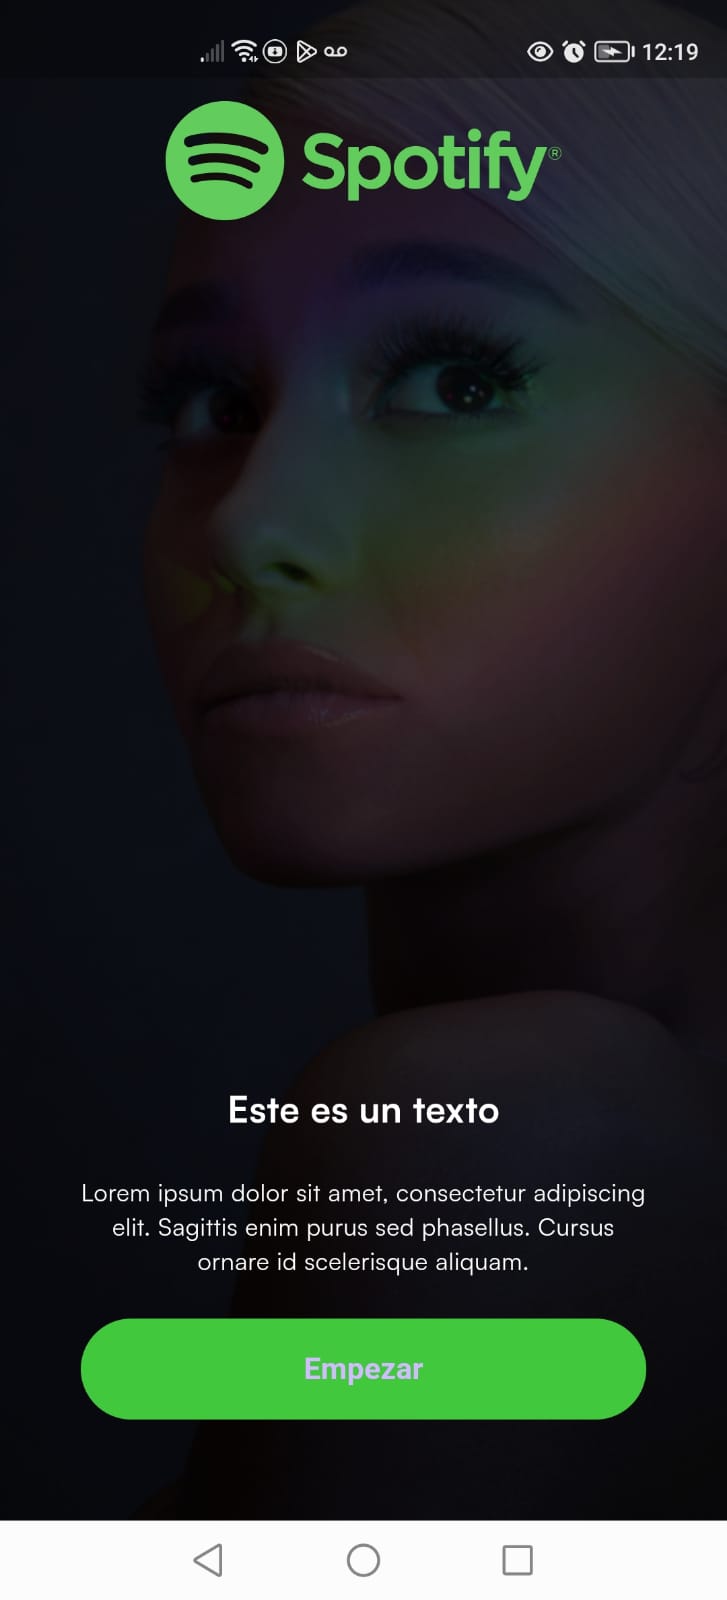 12:19
Spotify®
Este es un texto
Lorem ipsum dolor sit amet, consectetur adipiscing
elit. Sagittis enim purus sed phasellus. Cursus
ornare id scelerisque aliquam.
Empezar